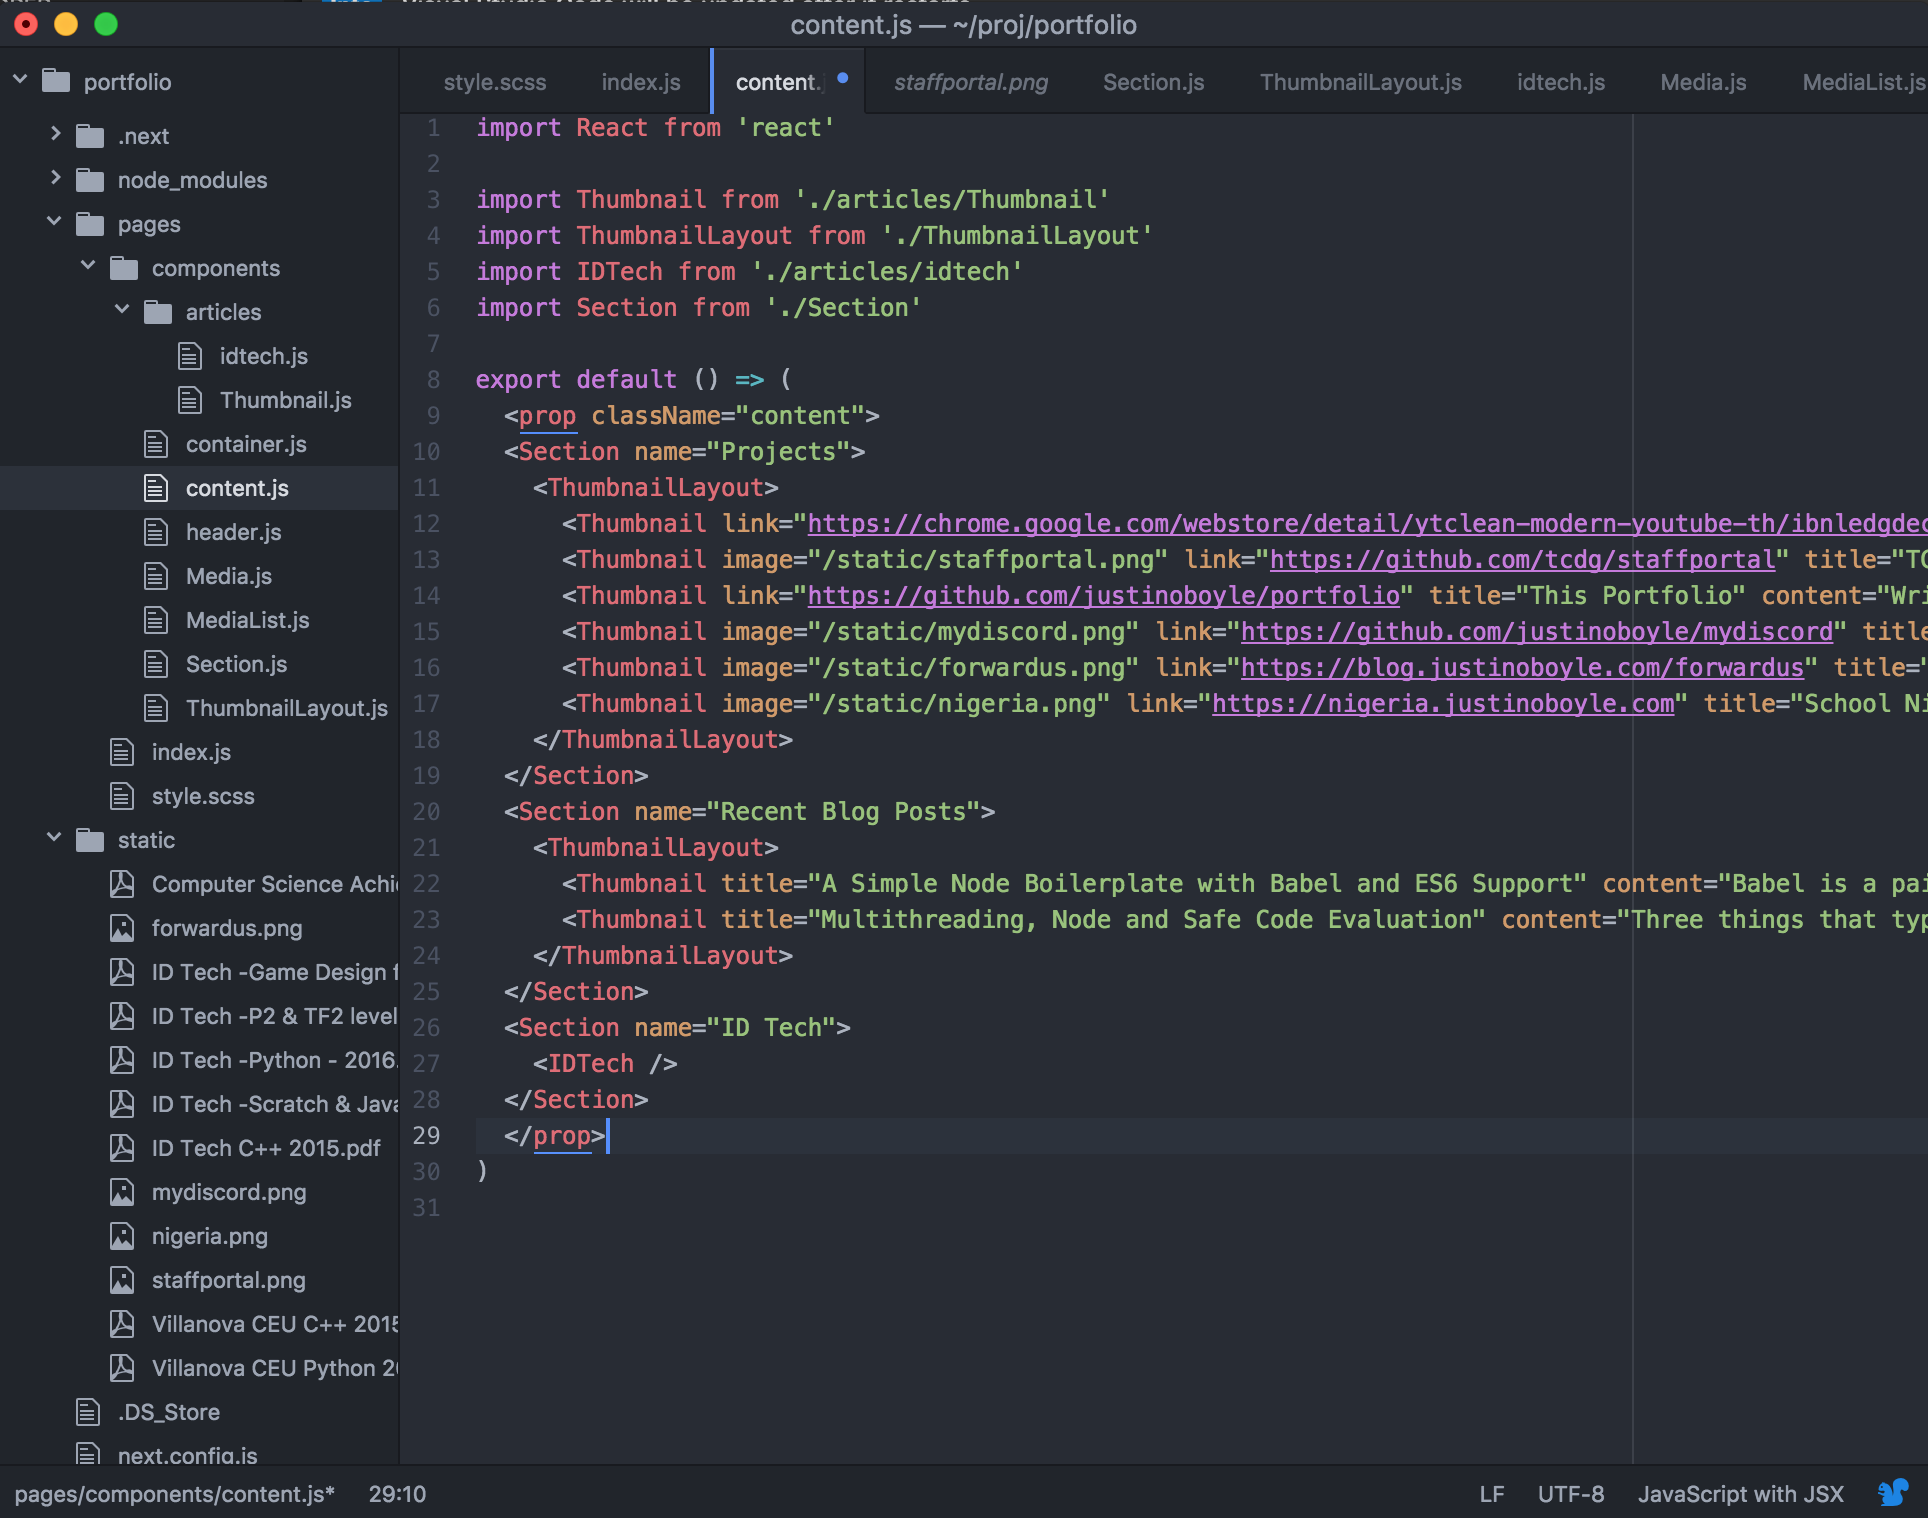 content.js — ~/proj/portfolio
portfolio
.next
node_modules
pages
components
articles
idtech.js
Thumbnail.js
container.js
content.js
header.js
Media.js
MediaList.js
Section.js
ThumbnailLayout.js
index.js
style.scss
static
Computer Science Achi
forwardus.png
ID Tech -Game Design f
ID Tech -P2 & TF2 level
ID Tech -Python - 2016.
ID Tech -Scratch & Java
ID Tech C++ 2015.pdf
mydiscord.png
nigeria.png
staffportal.png
Villanova CEU C++ 2015
Villanova CEU Python 20
.DS_Store
next.config.js
style.scss index.js content.j staffportal.png Section.js ThumbnailLayout.js idtech.js Media.js MediaList.js
1 import React from 'react'
2
3 import Thumbnail from './articles/Thumbnail'
4 import ThumbnailLayout from './ThumbnailLayout'
5 import IDTech from './articles/idtech'
6 import Section from './Section'
7
8 export default () => (
9 <prop className="content">
10 <Section name="Projects">
11 <ThumbnailLayout>
12 <Thumbnail link="https://chrome.google.com/webstore/detail/ytclean-modern-youtube-th/ibnledgdec
13 <Thumbnail image="/static/staffportal.png" link="https://github.com/tcdg/staffportal" title="TC
14 <Thumbnail link="https://github.com/justinoboyle/portfolio" title="This Portfolio" content="Wri
15 <Thumbnail image="/static/mydiscord.png" link="https://github.com/justinoboyle/mydiscord" title
16 <Thumbnail image="/static/forwardus.png" link="https://blog.justinoboyle.com/forwardus" title="
17 <Thumbnail image="/static/nigeria.png" link="https://nigeria.justinoboyle.com" title="School Ni
18 </ThumbnailLayout>
19 </Section>
20 <Section name="Recent Blog Posts">
21 <ThumbnailLayout>
22 <Thumbnail title="A Simple Node Boilerplate with Babel and ES6 Support" content="Babel is a pai
23 <Thumbnail title="Multithreading, Node and Safe Code Evaluation" content="Three things that typ
24 </ThumbnailLayout>
25 </Section>
26 <Section name="ID Tech">
27 <IDTech />
28 </Section>
29 </prop>
30 )
31
pages/components/content.js* 29:10 LF UTF-8 JavaScript with JSX